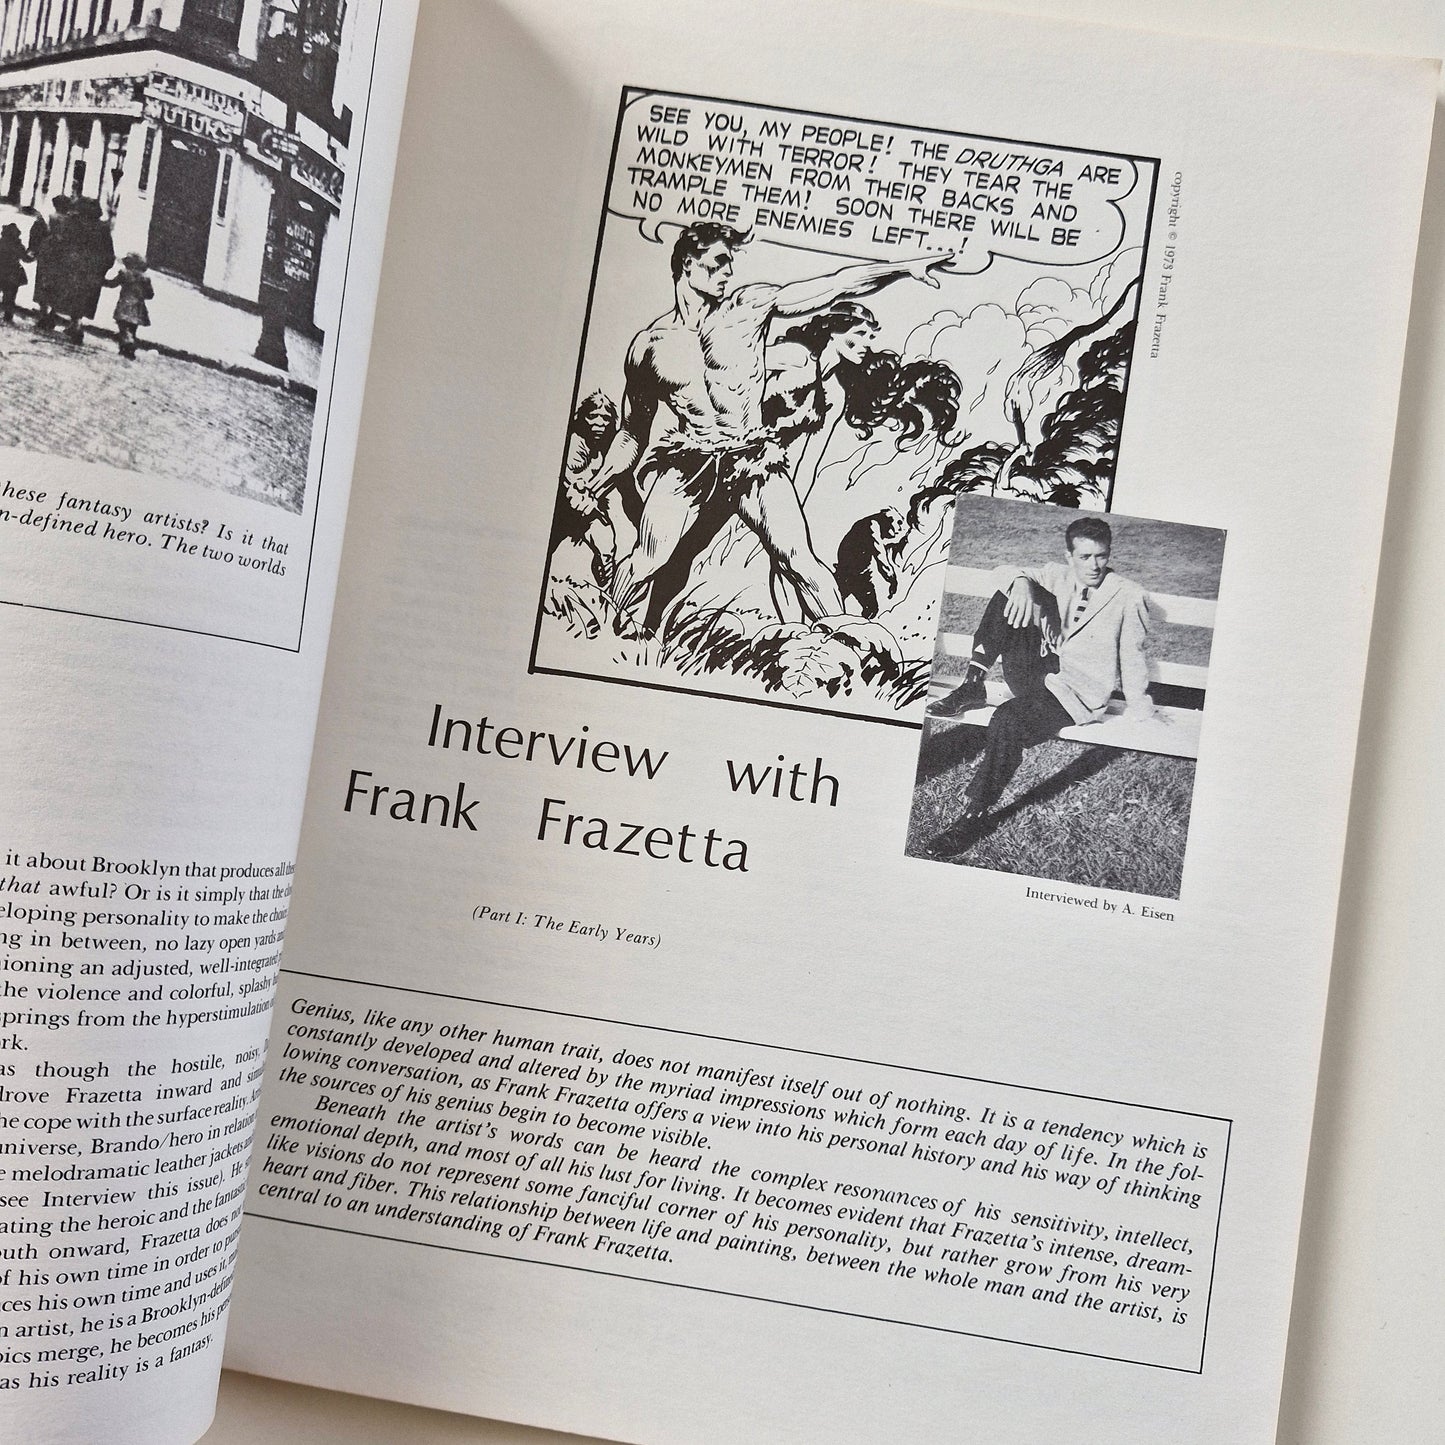 ENTURY
MOTORS
hese fantasy artists? Is it that
n-defined hero. The two worlds
it about Brooklyn that produces all
that awful? Or is it simply that the
eloping personality to make the
ng in between, no lazy open yards
ioning an adjusted, well-integrated
the violence and colorful, splashy
springs from the hyperstimulation
rk.
as though the hostile, noisy,
drove Frazetta inward and
he cope with the surface reality.
universe, Brando/hero in relation
e melodramatic leather jackets
see Interview this issue). He
ating the heroic and the
outh onward, Frazetta does not
of his own time in order to
ces his own time and uses it,
n artist, he is a Brooklyn-defined
oics merge, he becomes his
as his reality is a fantasy.
SEE YOU, MY PEOPLE! THE DRUTHGA ARE
WILD WITH TERROR! THEY TEAR THE
MONKEYMEN FROM THEIR BACKS AND
TRAMPLE THEM! SOON THERE WILL BE
NO MORE ENEMIES LEFT...!
copyright © 1973 Frank Frazetta
Interview with
Frank Frazetta
Interviewed by A. Eisen
(Part I: The Early Years)
Genius, like any other human trait, does not manifest itself out of nothing. It is a tendency which is
constantly developed and altered by the myriad impressions which form each day of life. In the fol-
lowing conversation, as Frank Frazetta offers a view into his personal history and his way of thinking
the sources of his genius begin to become visible.
Beneath the artist's words can be heard the complex resonances of his sensitivity, intellect,
emotional depth, and most of all his lust for living. It becomes evident that Frazetta's intense, dream-
like visions do not represent some fanciful corner of his personality, but rather grow from his very
heart and fiber. This relationship between life and painting, between the whole man and the artist, is
central to an understanding of Frank Frazetta.